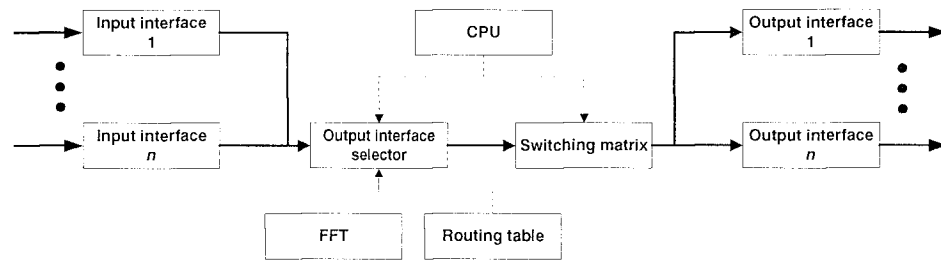 Input interface
1
CPU
Output interface
1
Input interface
n
Output interface
selector
Switching matrix
Output interface
n
FFT
Routing table